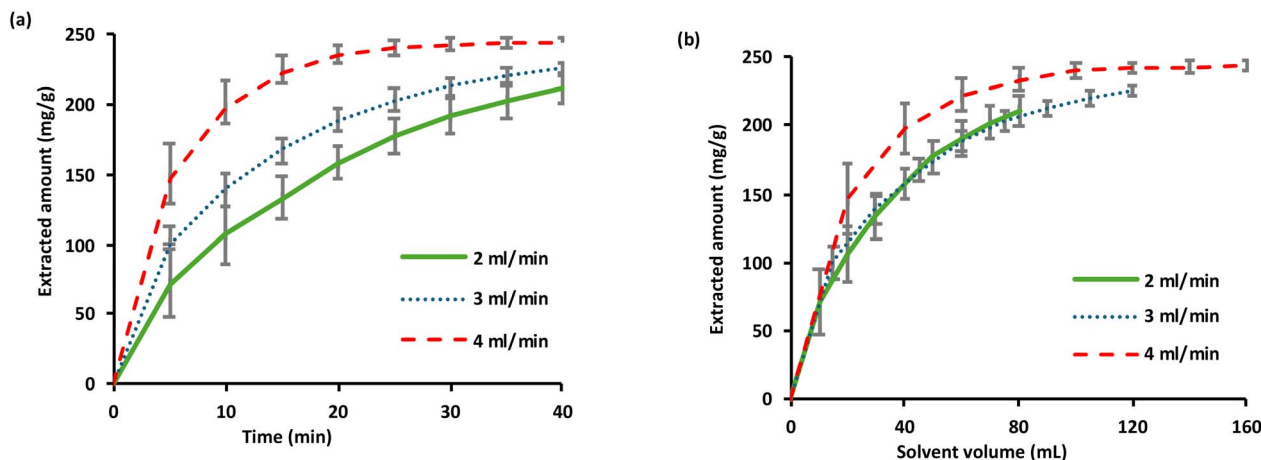 (a)
250
200
150
100
50
0
Extracted amount (mg/g)
2 ml/min
3 ml/min
4 ml/min
0 10 20 30 40
Time (min)
(b)
250
200
150
100
50
0
Extracted amount (mg/g)
2 ml/min
3 ml/min
4 ml/min
0 40 80 120 160
Solvent volume (mL)